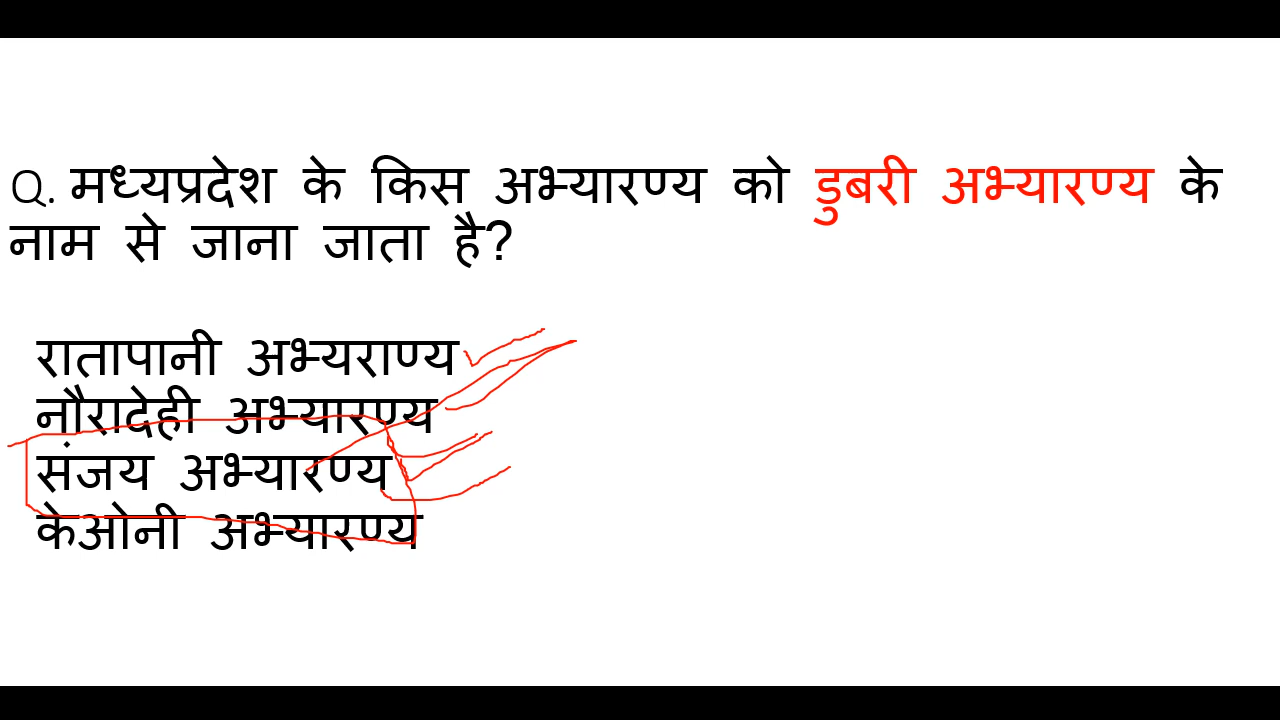 Q. मध्यप्रदेश के किस अभ्यारण्य को डुबरी अभ्यारण्य के
नाम से जाना जाता है?
रातापानी अभ्यराण्य
नौरादेही अभ्यारण्य
संजय अभ्यारण्य
केओनी अभ्यारण्य